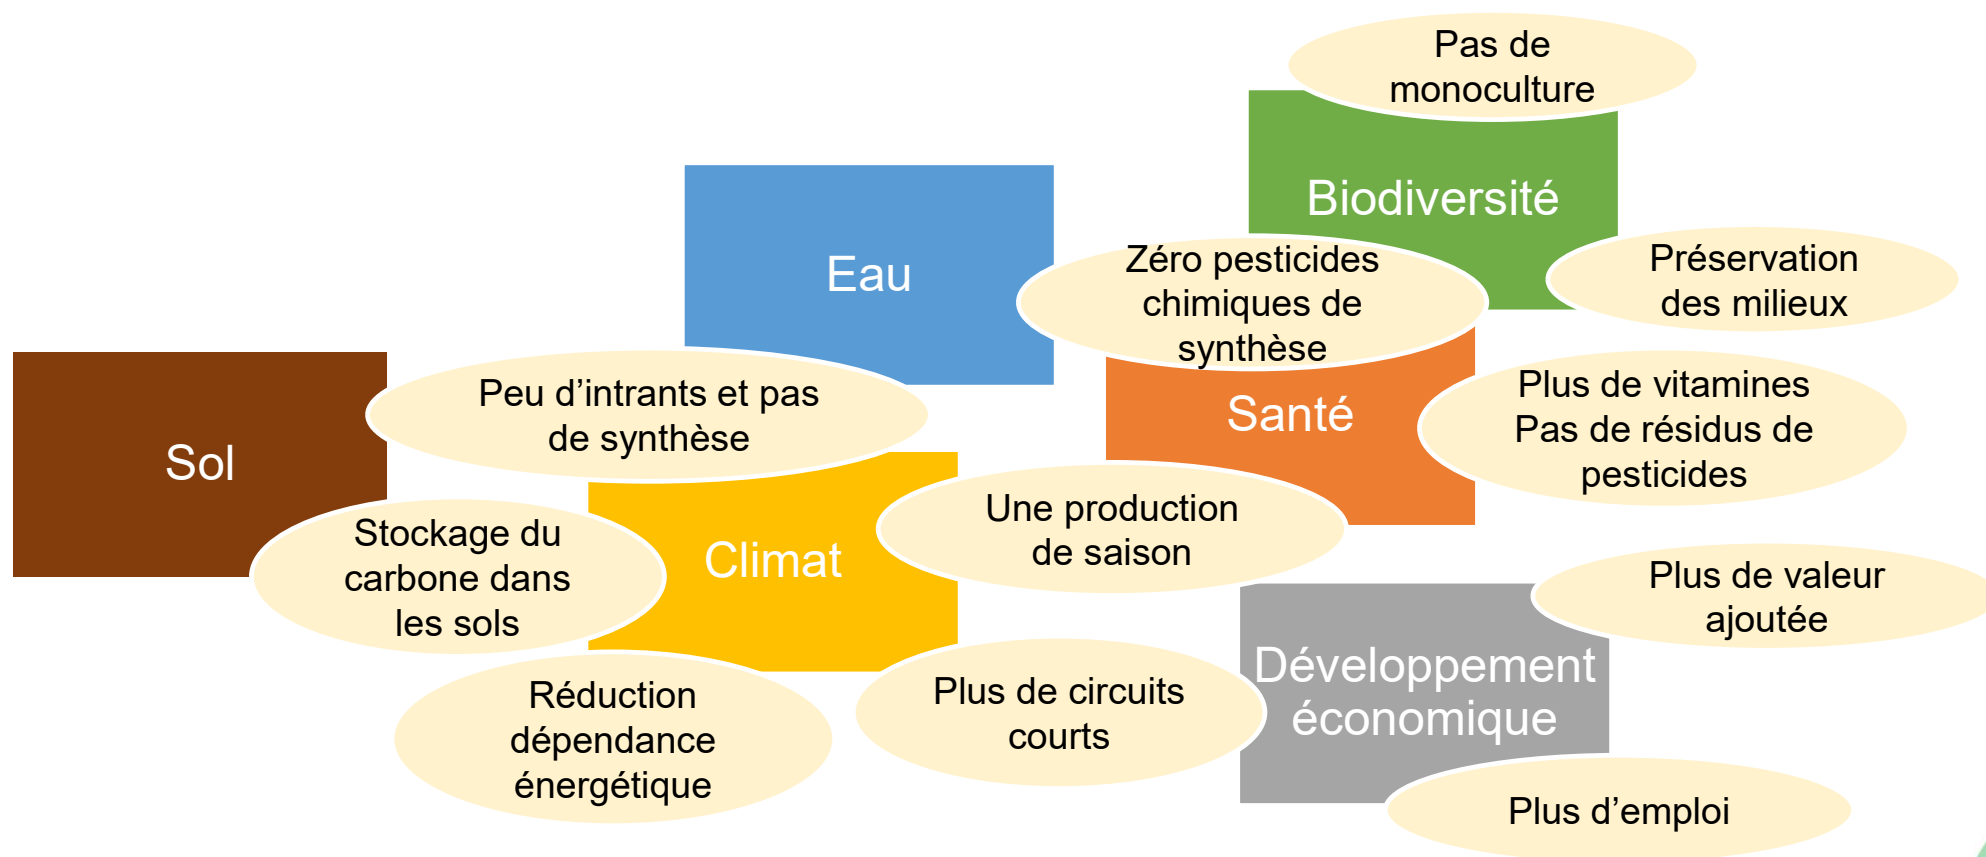 Pas de
monoculture
Biodiversité
Eau
Zéro pesticides
chimiques de
synthèse
Préservation
des milieux
Sol
Peu d’intrants et pas
de synthèse
Santé
Plus de vitamines
Pas de résidus de
pesticides
Stockage du
carbone dans
les sols
Climat
Une production
de saison
Plus de valeur
ajoutée
Réduction
dépendance
énergétique
Plus de circuits
courts
Développement
économique
Plus d’emploi